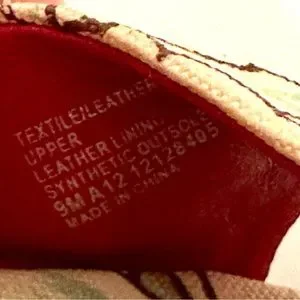 TEXTILE/LEATHER
UPPER
LEATHER LINING
SYNTHETIC OUTSOLE
9M A12 12128405
MADE IN CHINA